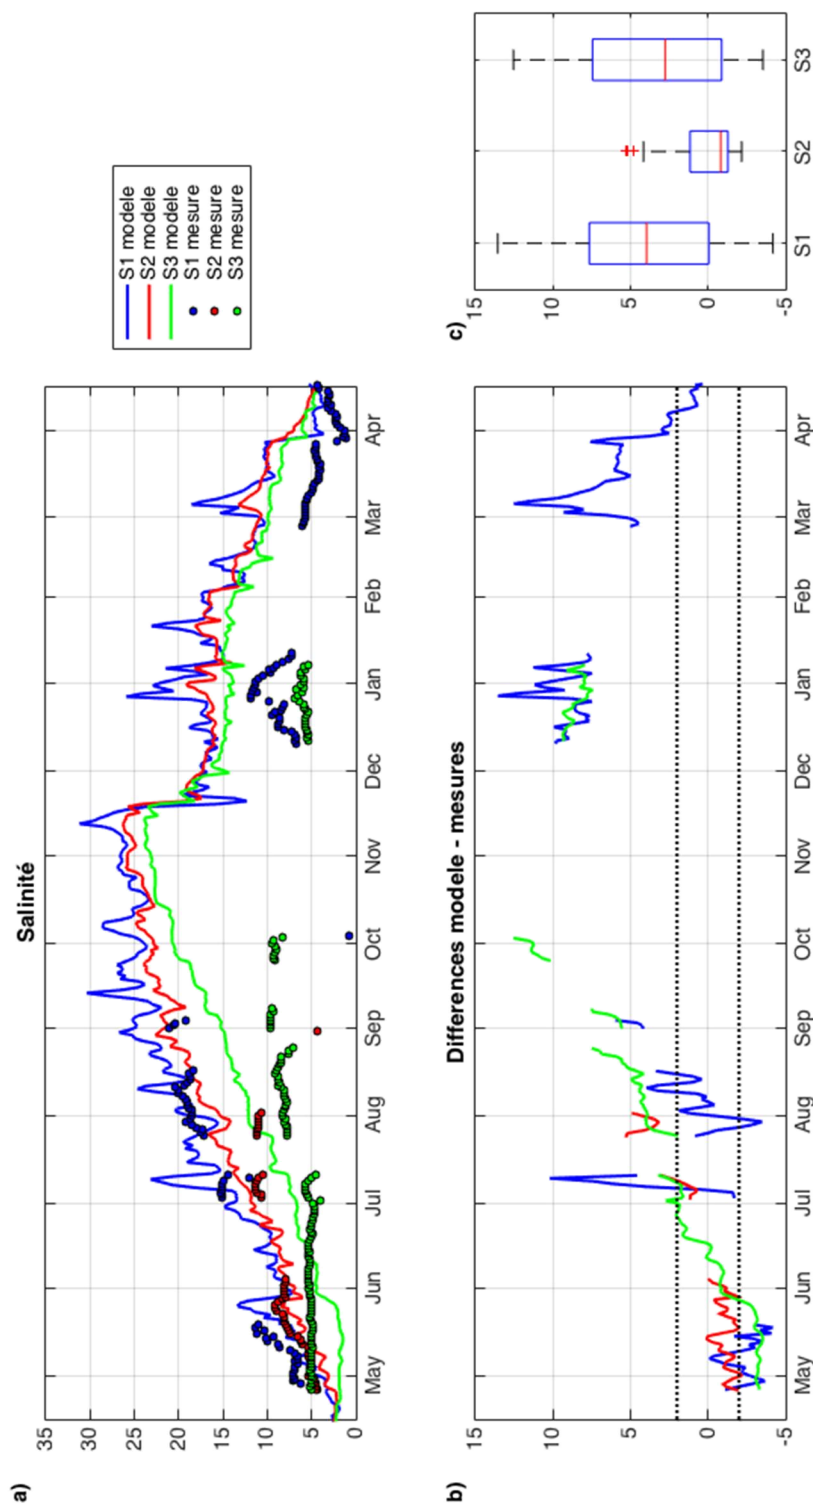 a)
Salinité
35
30
25
20
15
10
5
0
May
Jun
Jul
Aug
Sep
Oct
Nov
Dec
Jan
Feb
Mar
Apr
S1 modele
S2 modele
S3 modele
S1 mesure
S2 mesure
S3 mesure
b)
Differences modele - mesures
15
10
5
0
-5
May
Jun
Jul
Aug
Sep
Oct
Nov
Dec
Jan
Feb
Mar
Apr
c)
15
10
5
0
-5
S1
S2
S3